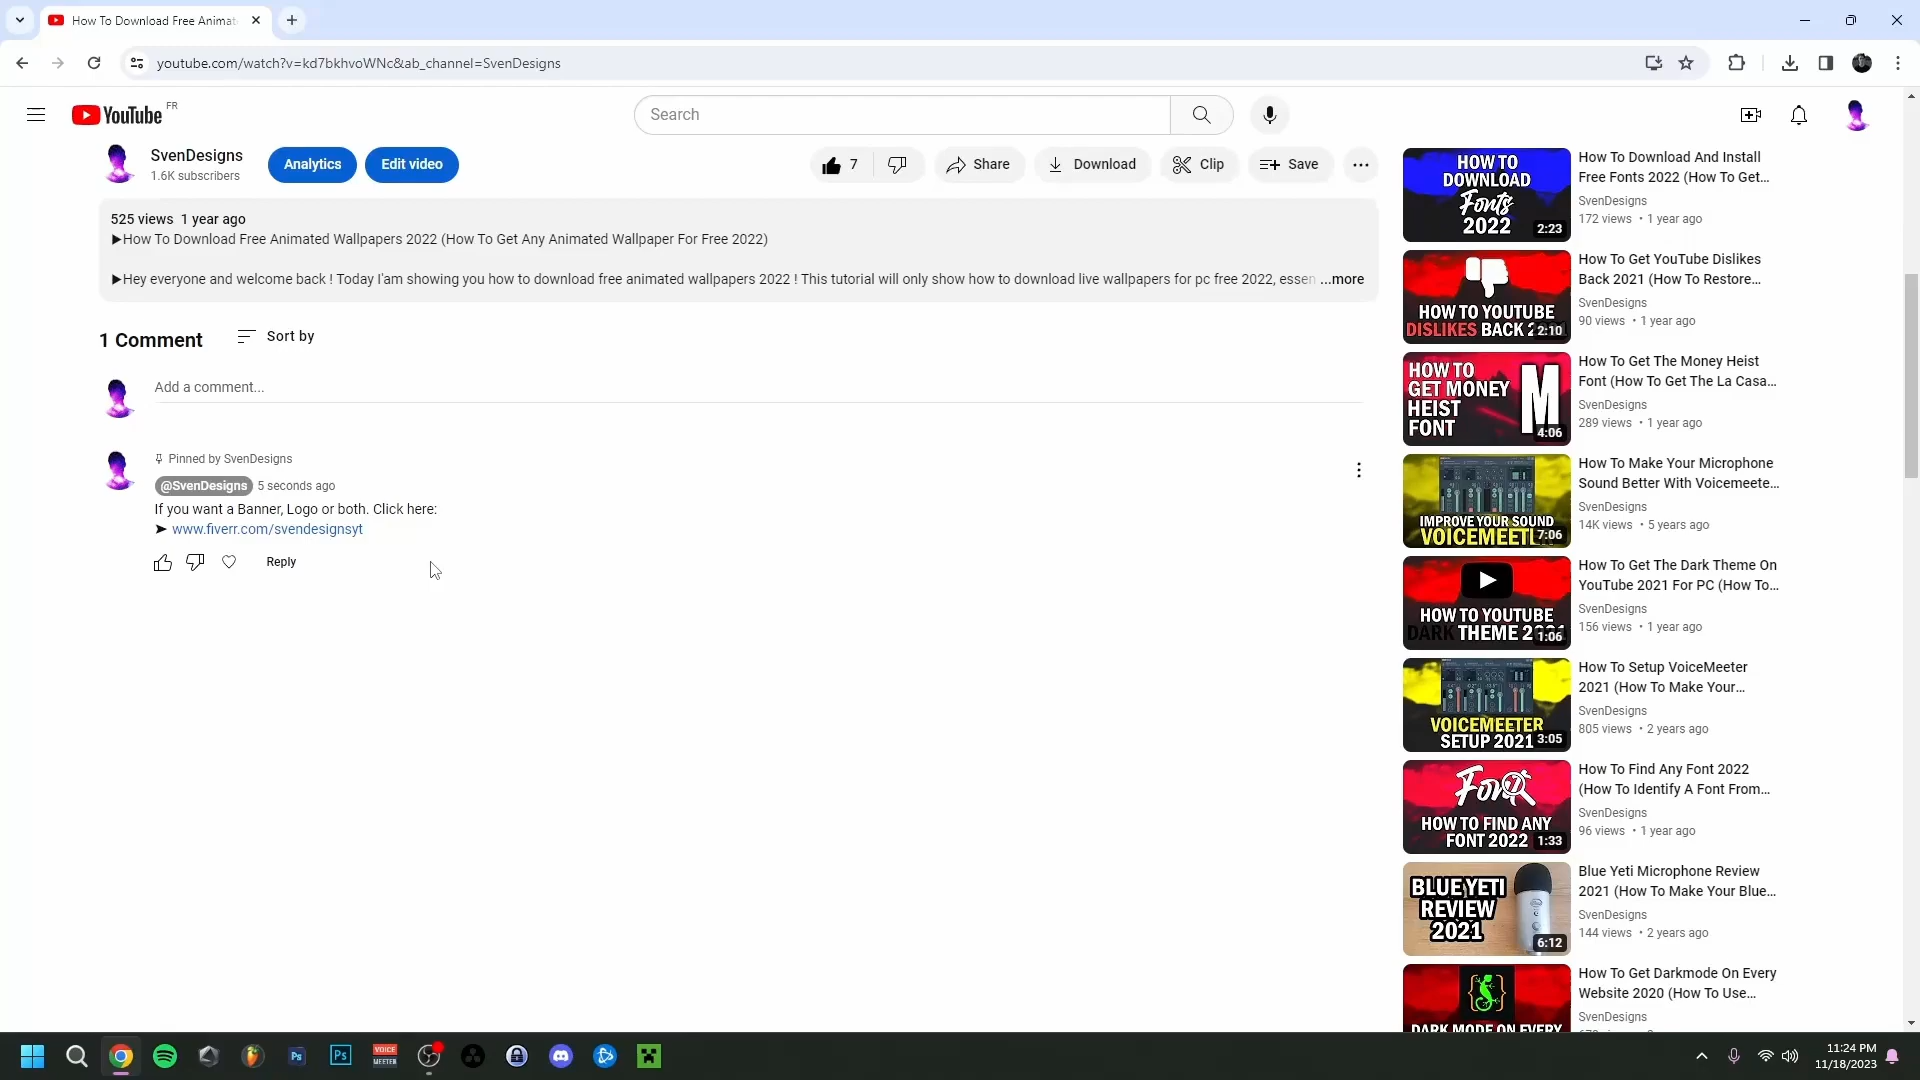 How To Download Free Animat
youtube.com/watch?v=kd7bkhvoWNc&ab_channel=SvenDesigns
YouTube FR
Search
SvenDesigns
1.6K subscribers
Analytics
Edit video
7
Share
Download
Clip
Save
525 views 1 year ago
▶How To Download Free Animated Wallpapers 2022 (How To Get Any Animated Wallpaper For Free 2022)
▶Hey everyone and welcome back ! Today I'am showing you how to download free animated wallpapers 2022 ! This tutorial will only show how to download live wallpapers for pc free 2022, essen ...more
1 Comment
Sort by
Add a comment...
Pinned by SvenDesigns
@SvenDesigns 5 seconds ago
If you want a Banner, Logo or both. Click here:
➤ www.fiverr.com/svendesignsyt
Reply
HOW TO
DOWNLOAD
Fonts
2022
2:23
How To Download And Install
Free Fonts 2022 (How To Get...
SvenDesigns
172 views • 1 year ago
HOW TO YOUTUBE
DISLIKES BACK 2
2:10
How To Get YouTube Dislikes
Back 2021 (How To Restore...
SvenDesigns
90 views • 1 year ago
HOW TO
GET MONEY
HEIST
FONT
M
4:06
How To Get The Money Heist
Font (How To Get The La Casa...
SvenDesigns
289 views • 1 year ago
IMPROVE YOUR SOUND
VOICEMEETE
7:06
How To Make Your Microphone
Sound Better With Voicemeete...
SvenDesigns
14K views • 5 years ago
HOW TO YOUTUBE
DARK THEME 2021
1:06
How To Get The Dark Theme On
YouTube 2021 For PC (How To...
SvenDesigns
156 views • 1 year ago
VOICEMEETER
SETUP 2021
3:05
How To Setup VoiceMeeter
2021 (How To Make Your...
SvenDesigns
805 views • 2 years ago
Font
HOW TO FIND ANY
FONT 2022
1:33
How To Find Any Font 2022
(How To Identify A Font From...
SvenDesigns
96 views • 1 year ago
BLUE YETI
REVIEW
2021
6:12
Blue Yeti Microphone Review
2021 (How To Make Your Blue...
SvenDesigns
144 views • 2 years ago
DARK MODE ON EVERY
How To Get Darkmode On Every
Website 2020 (How To Use...
SvenDesigns
Ps
Ps
VOICE
MEETER
11:24 PM
11/18/2023